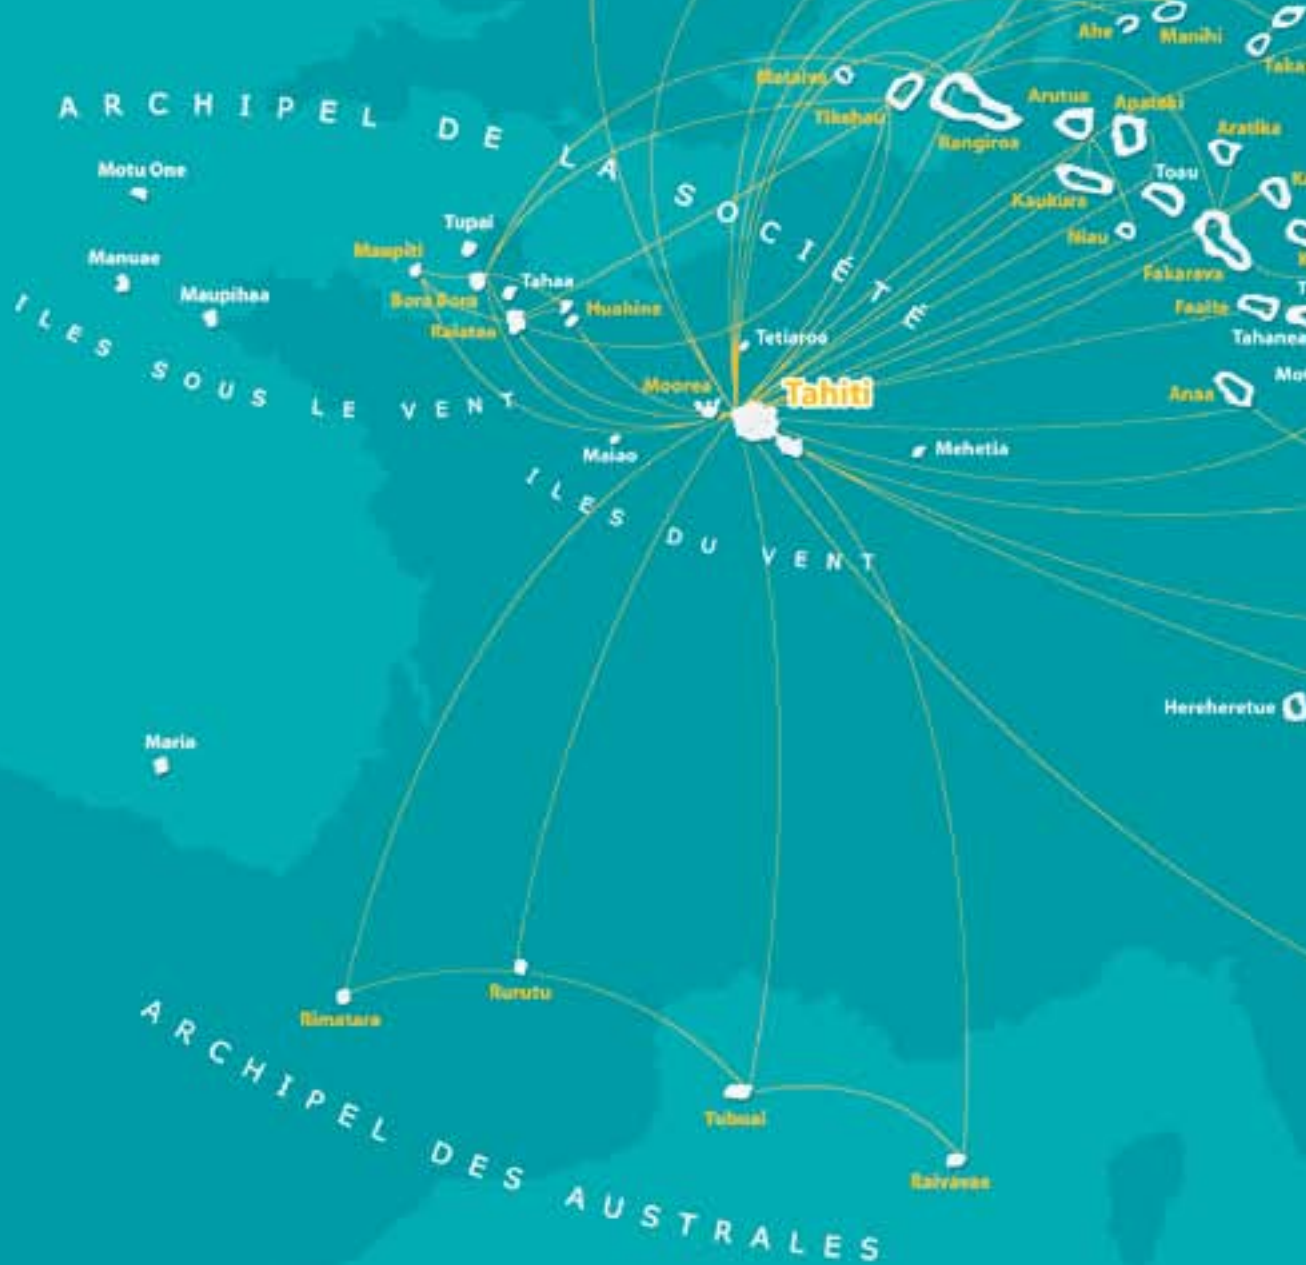 Ahe
Manihi
Mataiva
Tikehau
Rangiroa
Arutua
Apataki
Aratika
ARCHIPEL DE LA SOCIÉTÉ
Motu One
Toau
Kaukura
Niau
Tupai
Maupiti
Manuae
Maupihaa
Bora Bora
Tahaa
Huahine
Raiatea
Fakarava
Faaite
Tahanea
ILES SOUS LE VENT
Tetiaroa
Moorea
Tahiti
Anaa
Maiao
Mehetia
ILES DU VENT
Hereheretue
Maria
Rimatara
Rurutu
Tubuai
Raivavae
ARCHIPEL DES AUSTRALES